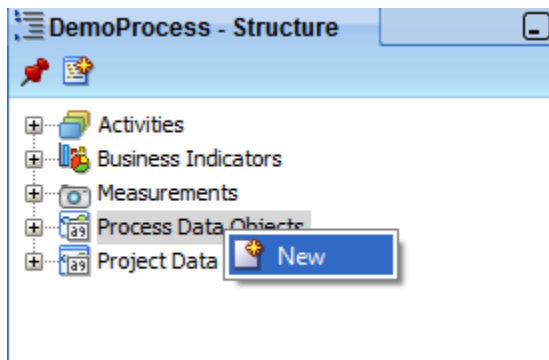 DemoProcess - Structure
Activities
Business Indicators
Measurements
Process Data Objects
New
Project Data